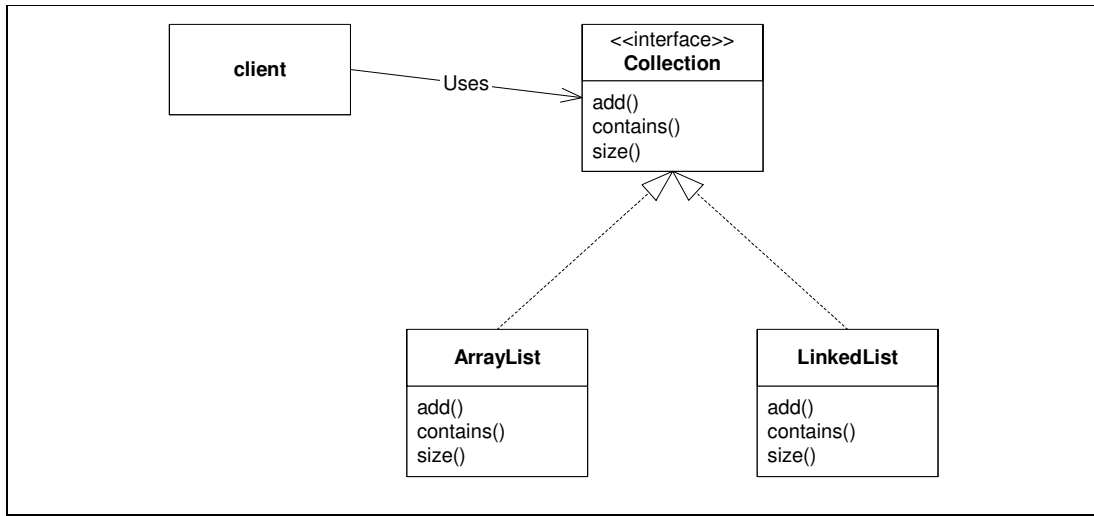 client
Uses
<<interface>>
Collection
add()
contains()
size()
ArrayList
add()
contains()
size()
LinkedList
add()
contains()
size()